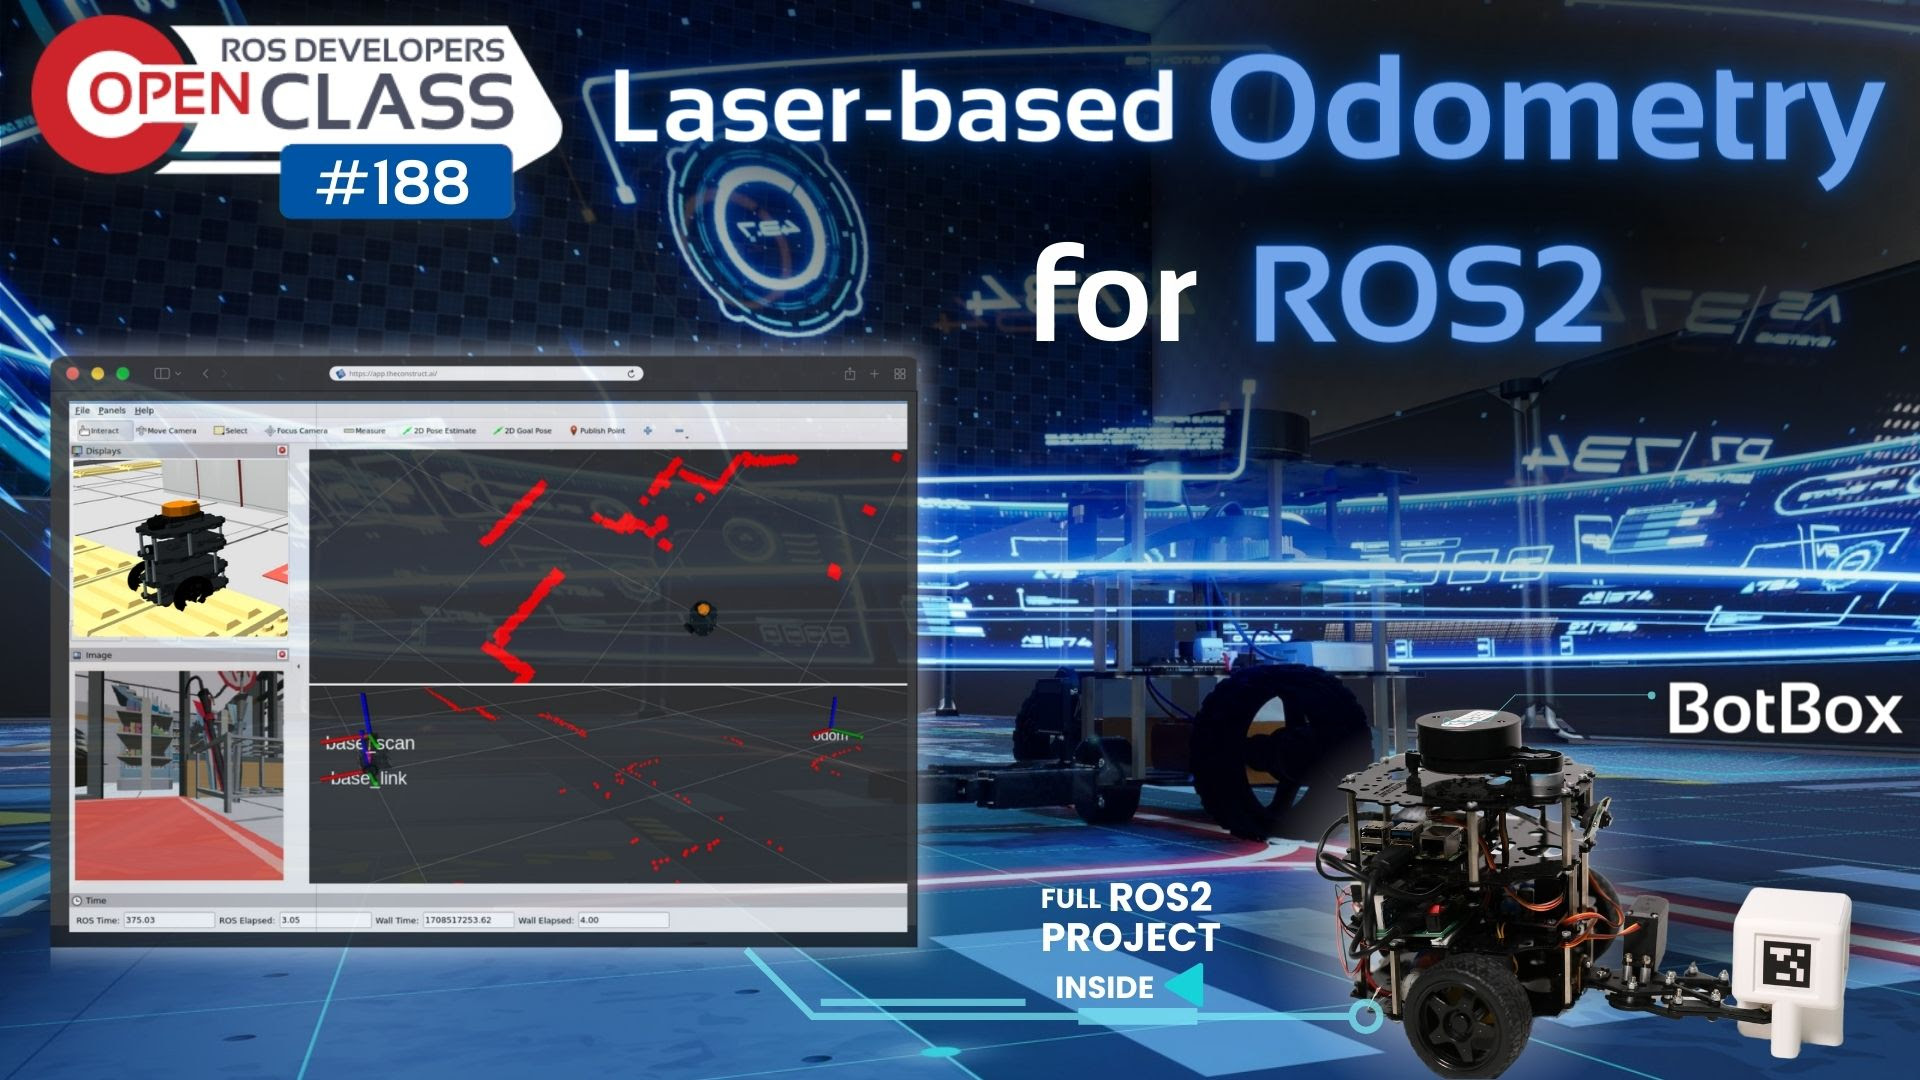 ROS DEVELOPERS
OPEN CLASS
#188
Laser-based Odometry
for ROS2
https://app.theconstruct.ai/
File Panels Help
Interact Move Camera Select Focus Camera Measure 2D Pose Estimate 2D Goal Pose Publish Point
Displays
Image
base_scan
base_link
odom
Time
ROS Time: 375.03 ROS Elapsed: 3.05 Wall Time: 1708517253.62 Wall Elapsed: 4.00
BotBox
FULL ROS2
PROJECT
INSIDE